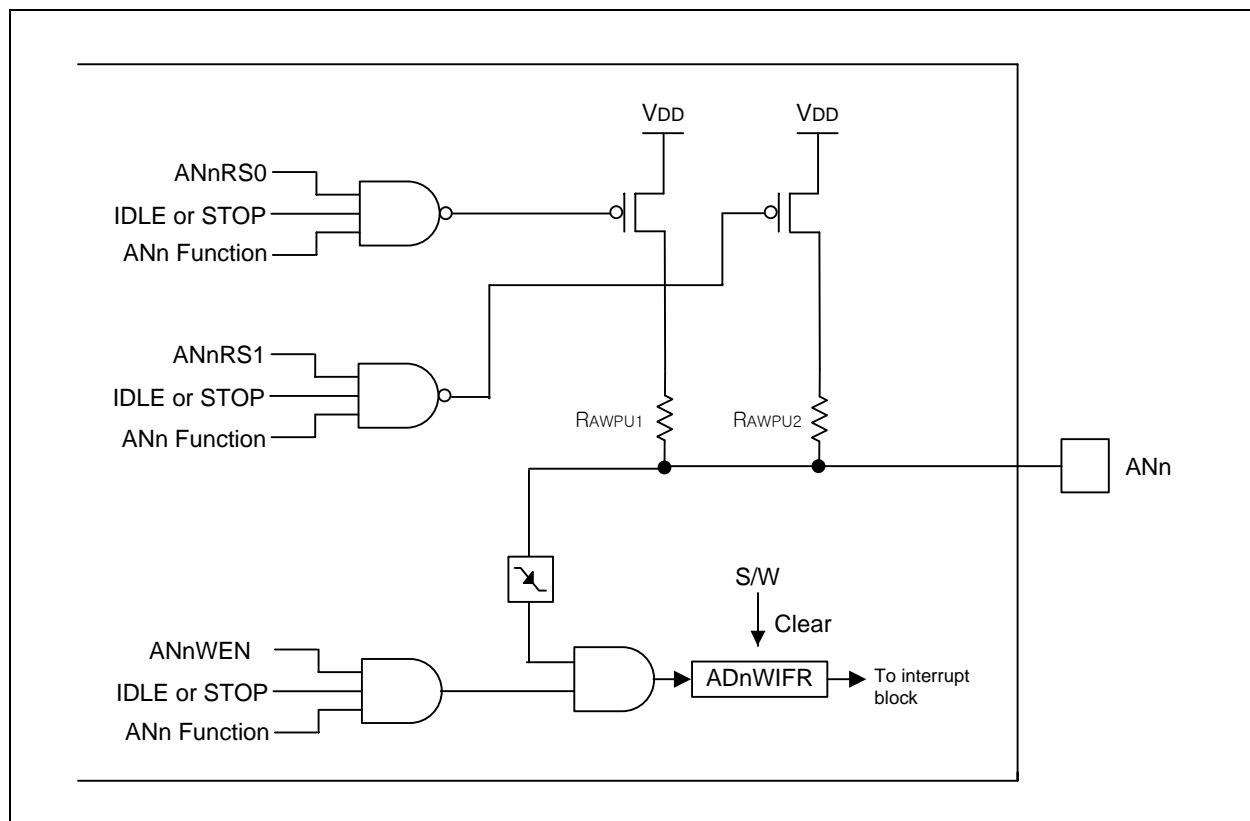 VDD
VDD
ANnRS0
IDLE or STOP
ANn Function
ANnRS1
IDLE or STOP
ANn Function
RAWPU1
RAWPU2
ANn
S/W
Clear
ANnWEN
IDLE or STOP
ANn Function
ADnWIFR
To interrupt
block